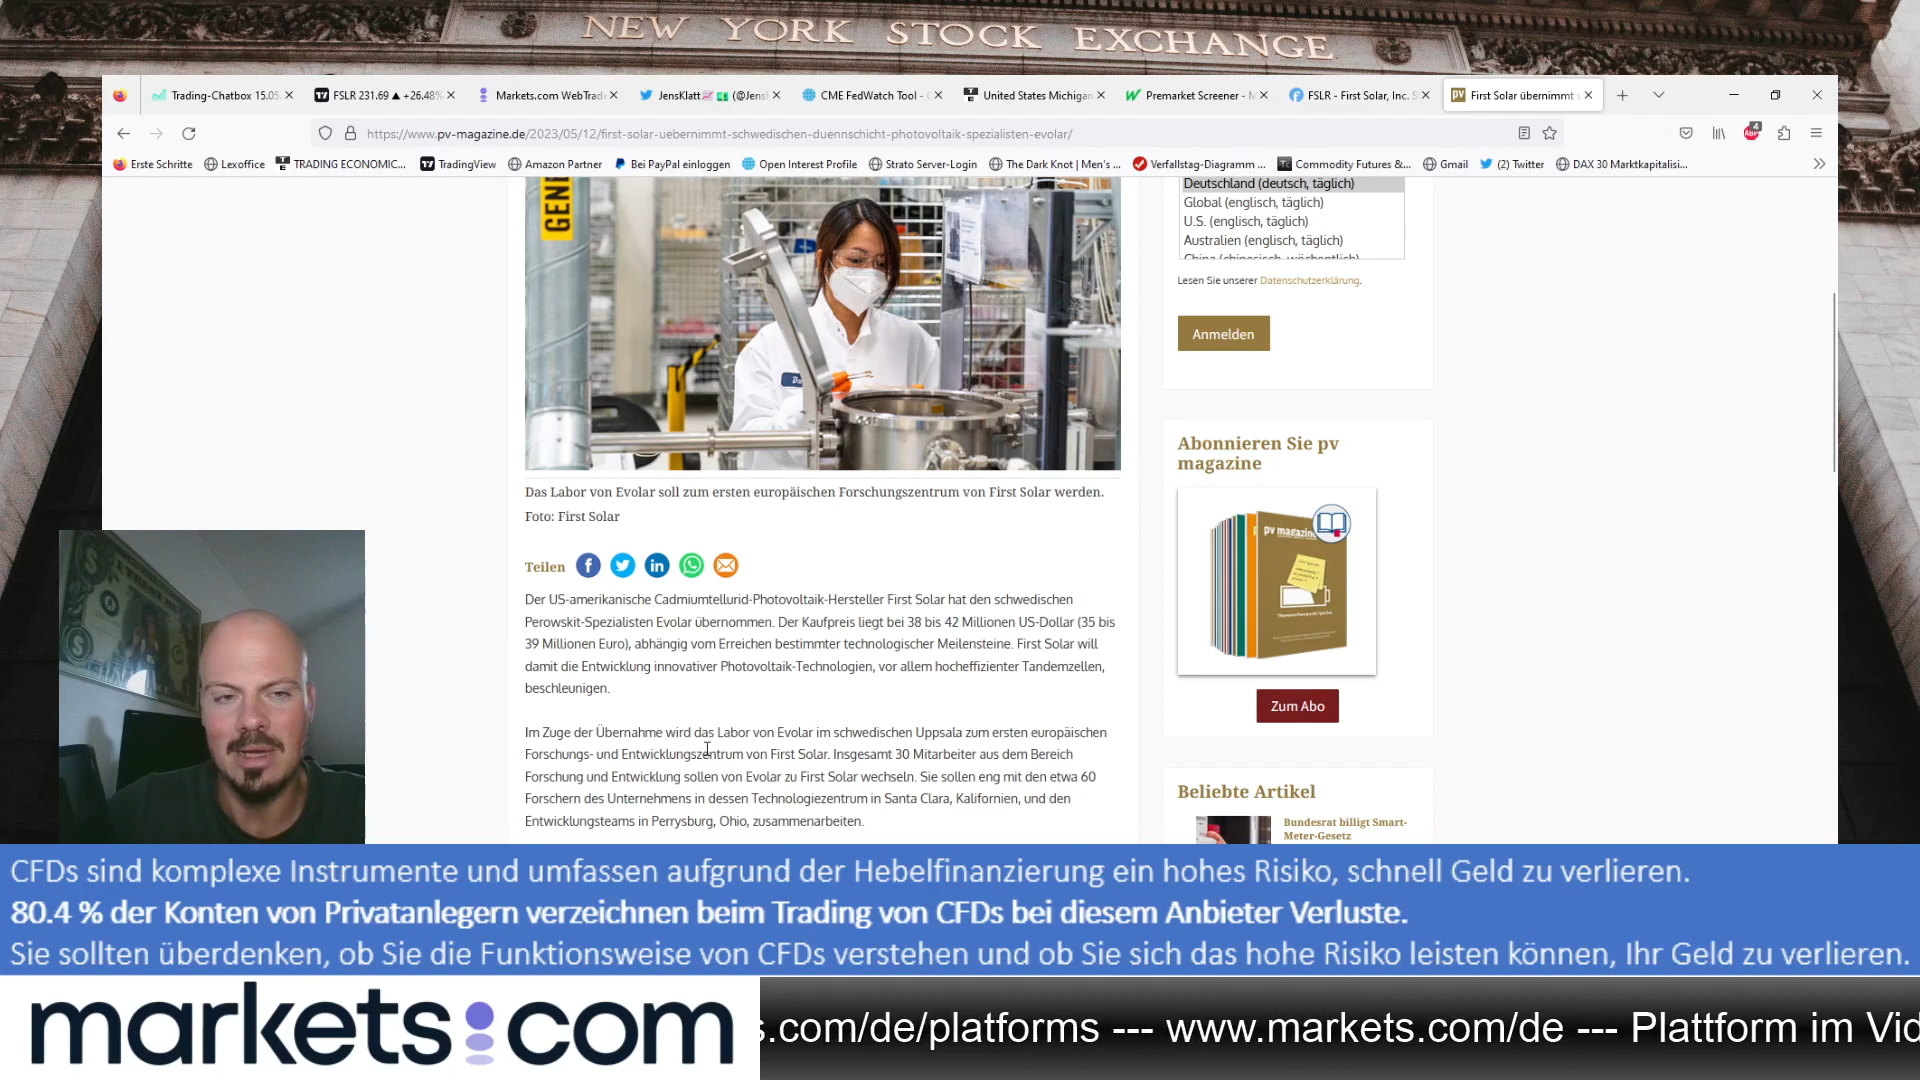 NEW YORK STOCK EXCHANGE
Trading-Chatbox 15.05.
FSLR 231.69 ▲ +26.48%
Markets.com WebTrade
JensKlatt📈💵 (@Jens
CME FedWatch Tool - C
United States Michigan
Premarket Screener - M
FSLR - First Solar, Inc. S
First Solar übernimmt s
https://www.pv-magazine.de/2023/05/12/first-solar-uebernimmt-schwedischen-duennschicht-photovoltaik-spezialisten-evolar/
4
Erste Schritte
Lexoffice
TRADING ECONOMIC...
TradingView
Amazon Partner
Bei PayPal einloggen
Open Interest Profile
Strato Server-Login
The Dark Knot | Men's ...
Verfallstag-Diagramm ...
Commodity Futures &...
Gmail
(2) Twitter
DAX 30 Marktkapitalisi...
GEN
Deutschland (deutsch, täglich)
Global (englisch, täglich)
U.S. (englisch, täglich)
Australien (englisch, täglich)
China (chinesisch, wöchentlich)
Lesen Sie unserer Datenschutzerklärung.
Anmelden
Abonnieren Sie pv
magazine
pv magazine
Zum Abo
Beliebte Artikel
Bundesrat billigt Smart-
Meter-Gesetz
Das Labor von Evolar soll zum ersten europäischen Forschungszentrum von First Solar werden.
Foto: First Solar
Teilen
Der US-amerikanische Cadmiumtellurid-Photovoltaik-Hersteller First Solar hat den schwedischen
Perowskit-Spezialisten Evolar übernommen. Der Kaufpreis liegt bei 38 bis 42 Millionen US-Dollar (35 bis
39 Millionen Euro), abhängig vom Erreichen bestimmter technologischer Meilensteine. First Solar will
damit die Entwicklung innovativer Photovoltaik-Technologien, vor allem hocheffizienter Tandemzellen,
beschleunigen.
Im Zuge der Übernahme wird das Labor von Evolar im schwedischen Uppsala zum ersten europäischen
Forschungs- und Entwicklungszentrum von First Solar. Insgesamt 30 Mitarbeiter aus dem Bereich
Forschung und Entwicklung sollen von Evolar zu First Solar wechseln. Sie sollen eng mit den etwa 60
Forschern des Unternehmens in dessen Technologiezentrum in Santa Clara, Kalifornien, und den
Entwicklungsteams in Perrysburg, Ohio, zusammenarbeiten.
CFDs sind komplexe Instrumente und umfassen aufgrund der Hebelfinanzierung ein hohes Risiko, schnell Geld zu verlieren.
80.4 % der Konten von Privatanlegern verzeichnen beim Trading von CFDs bei diesem Anbieter Verluste.
Sie sollten überdenken, ob Sie die Funktionsweise von CFDs verstehen und ob Sie sich das hohe Risiko leisten können, Ihr Geld zu verlieren.
markets.com
s.com/de/platforms --- www.markets.com/de --- Plattform im Vid